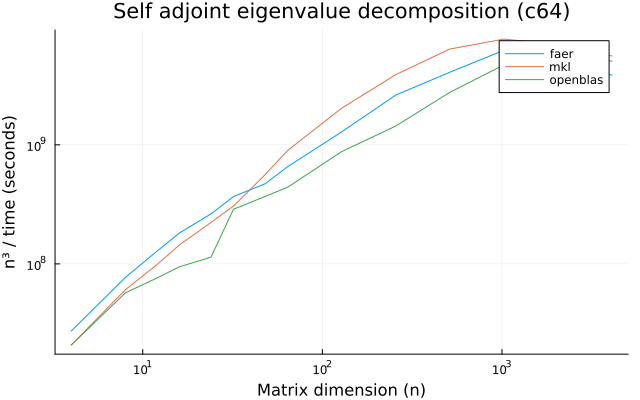 Self adjoint eigenvalue decomposition (c64)
faer
mkl
openblas
n³ / time (seconds)
10⁹
10⁸
10¹ 10² 10³
Matrix dimension (n)